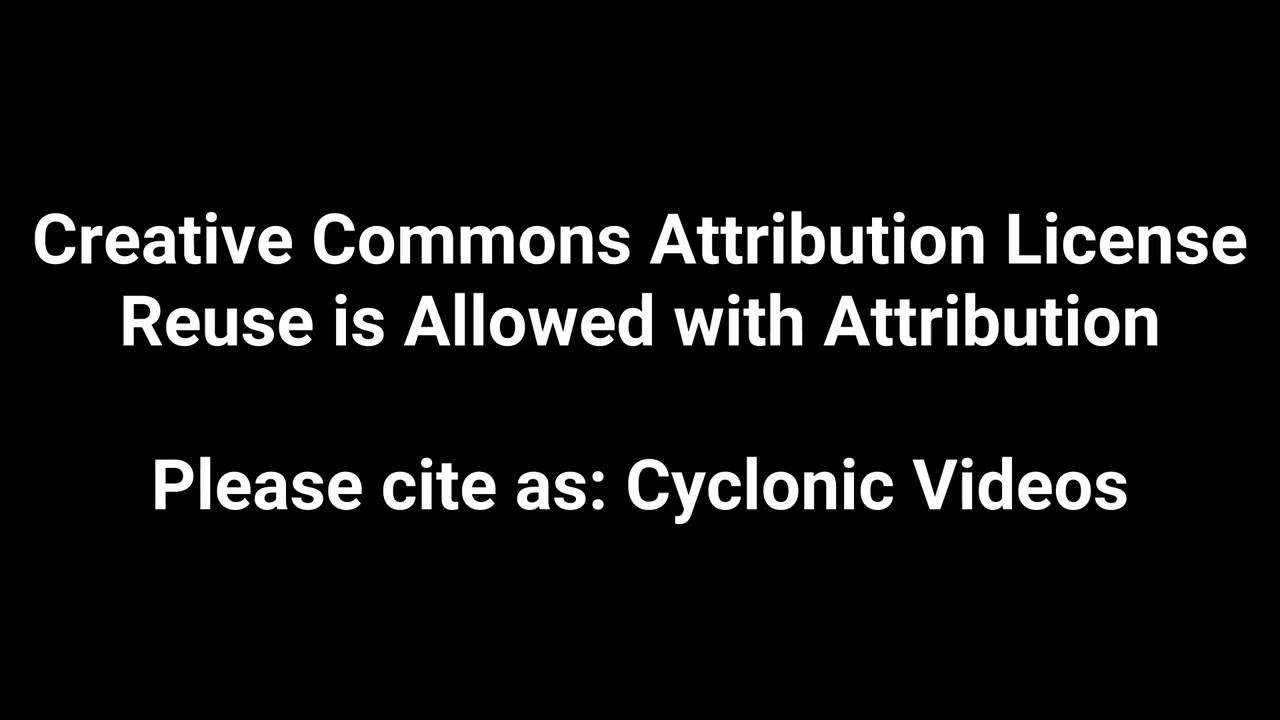 Creative Commons Attribution License
Reuse is Allowed with Attribution
Please cite as: Cyclonic Videos